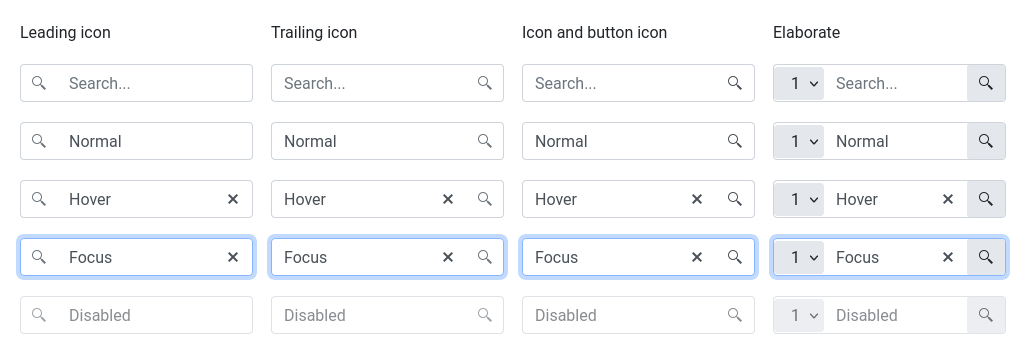 Leading icon Trailing icon Icon and button icon Elaborate
Search... Search... Search... 1 Search...
Normal Normal Normal 1 Normal
Hover Hover Hover 1 Hover
Focus Focus Focus 1 Focus
Disabled Disabled Disabled 1 Disabled